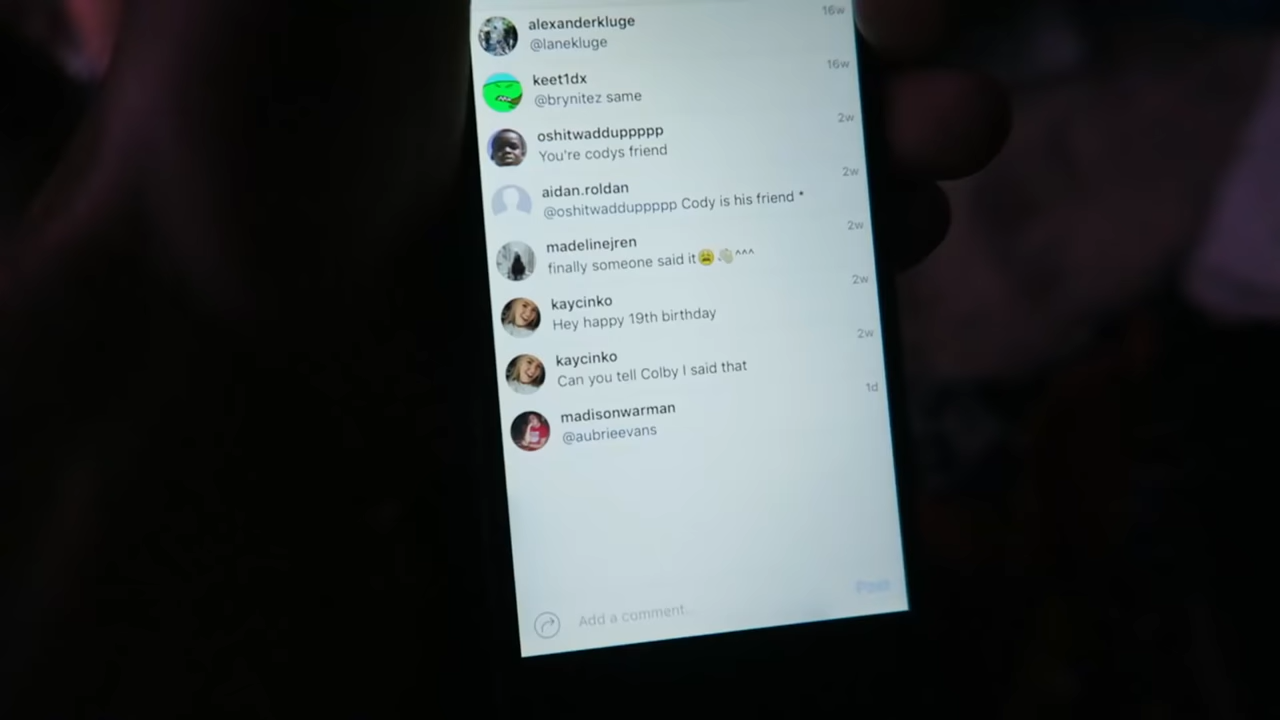 alexanderkluge 16w
@lanekluge
keet1dx 16w
@brynitez same
oshitwadduppppp 2w
You're codys friend
aidan.roldan 2w
@oshitwadduppppp Cody is his friend *
madelinejren 2w
finally someone said it😩👏🏼^^^
kaycinko 2w
Hey happy 19th birthday
kaycinko 2w
Can you tell Colby I said that
madisonwarman 1d
@aubrieevans
Add a comment... Post